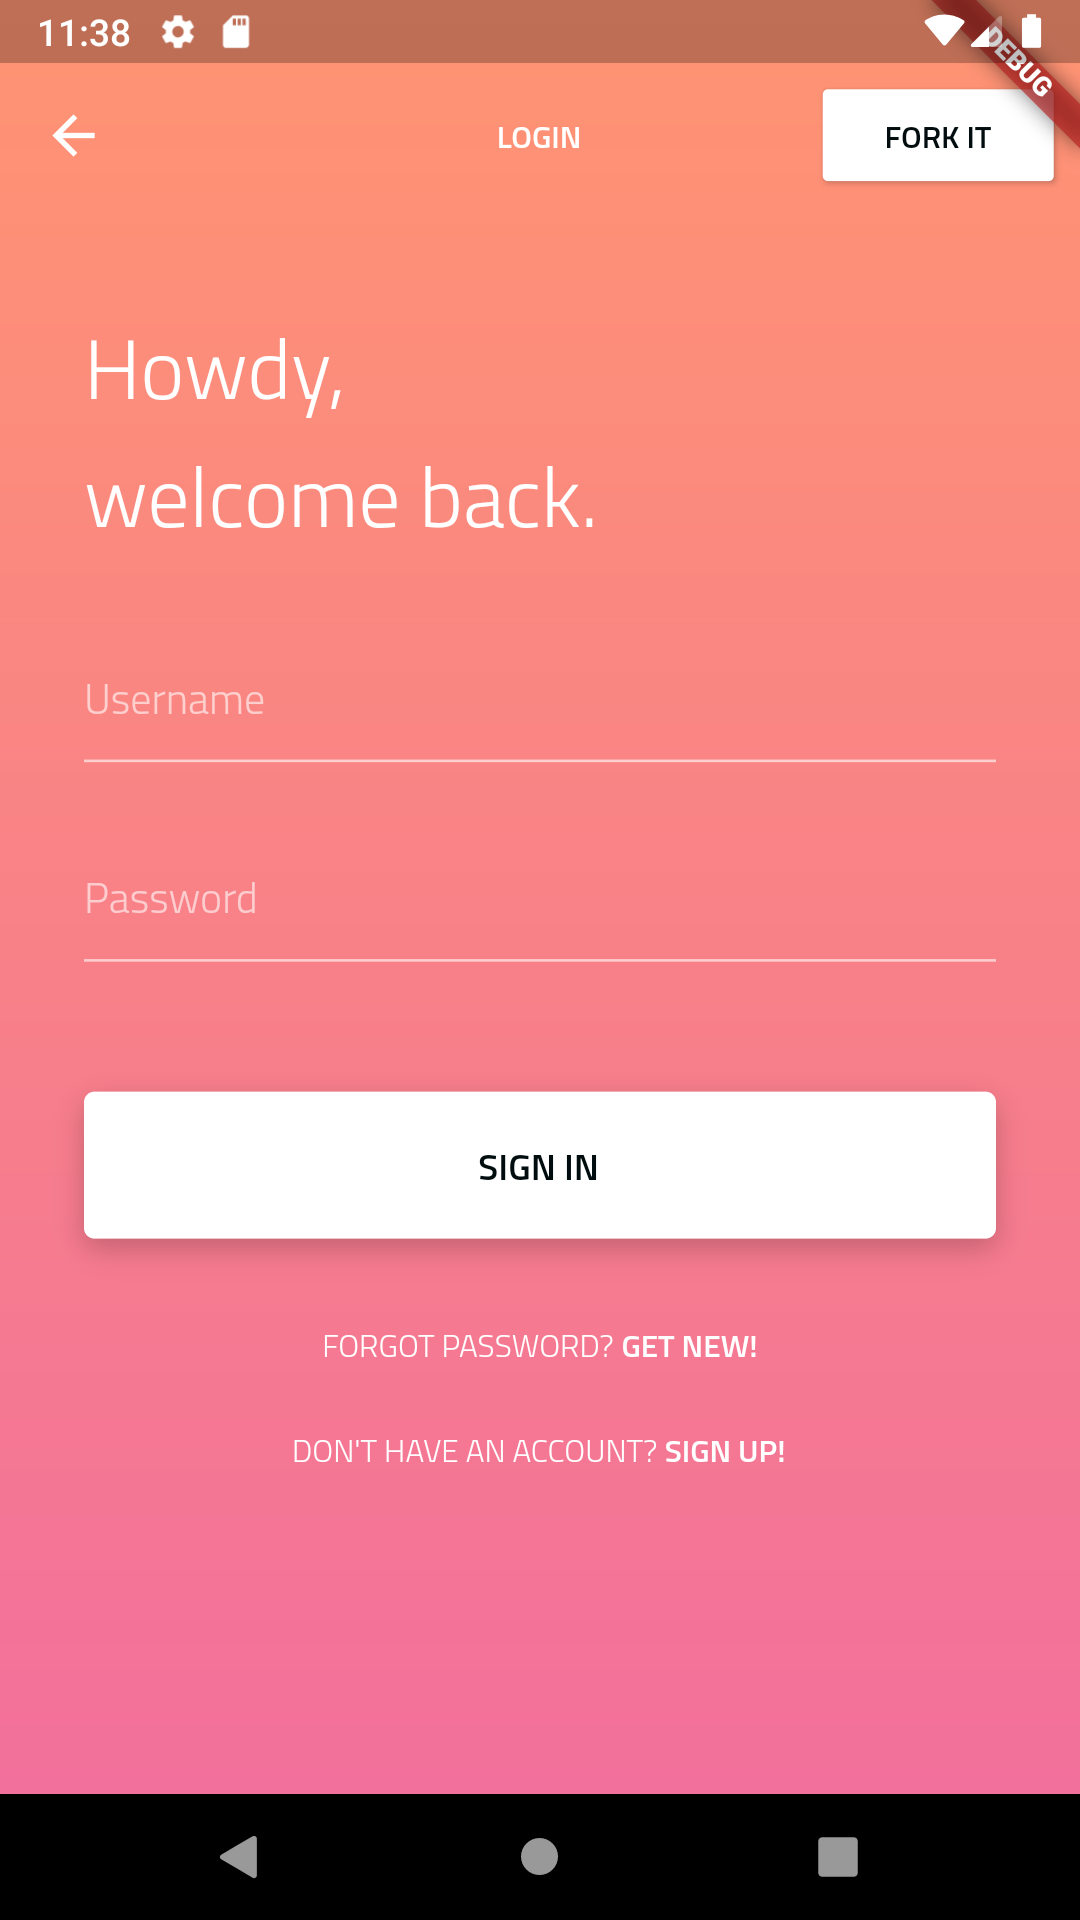 11:38
DEBUG
LOGIN
FORK IT
Howdy,
welcome back.
Username
Password
SIGN IN
FORGOT PASSWORD? GET NEW!
DON'T HAVE AN ACCOUNT? SIGN UP!